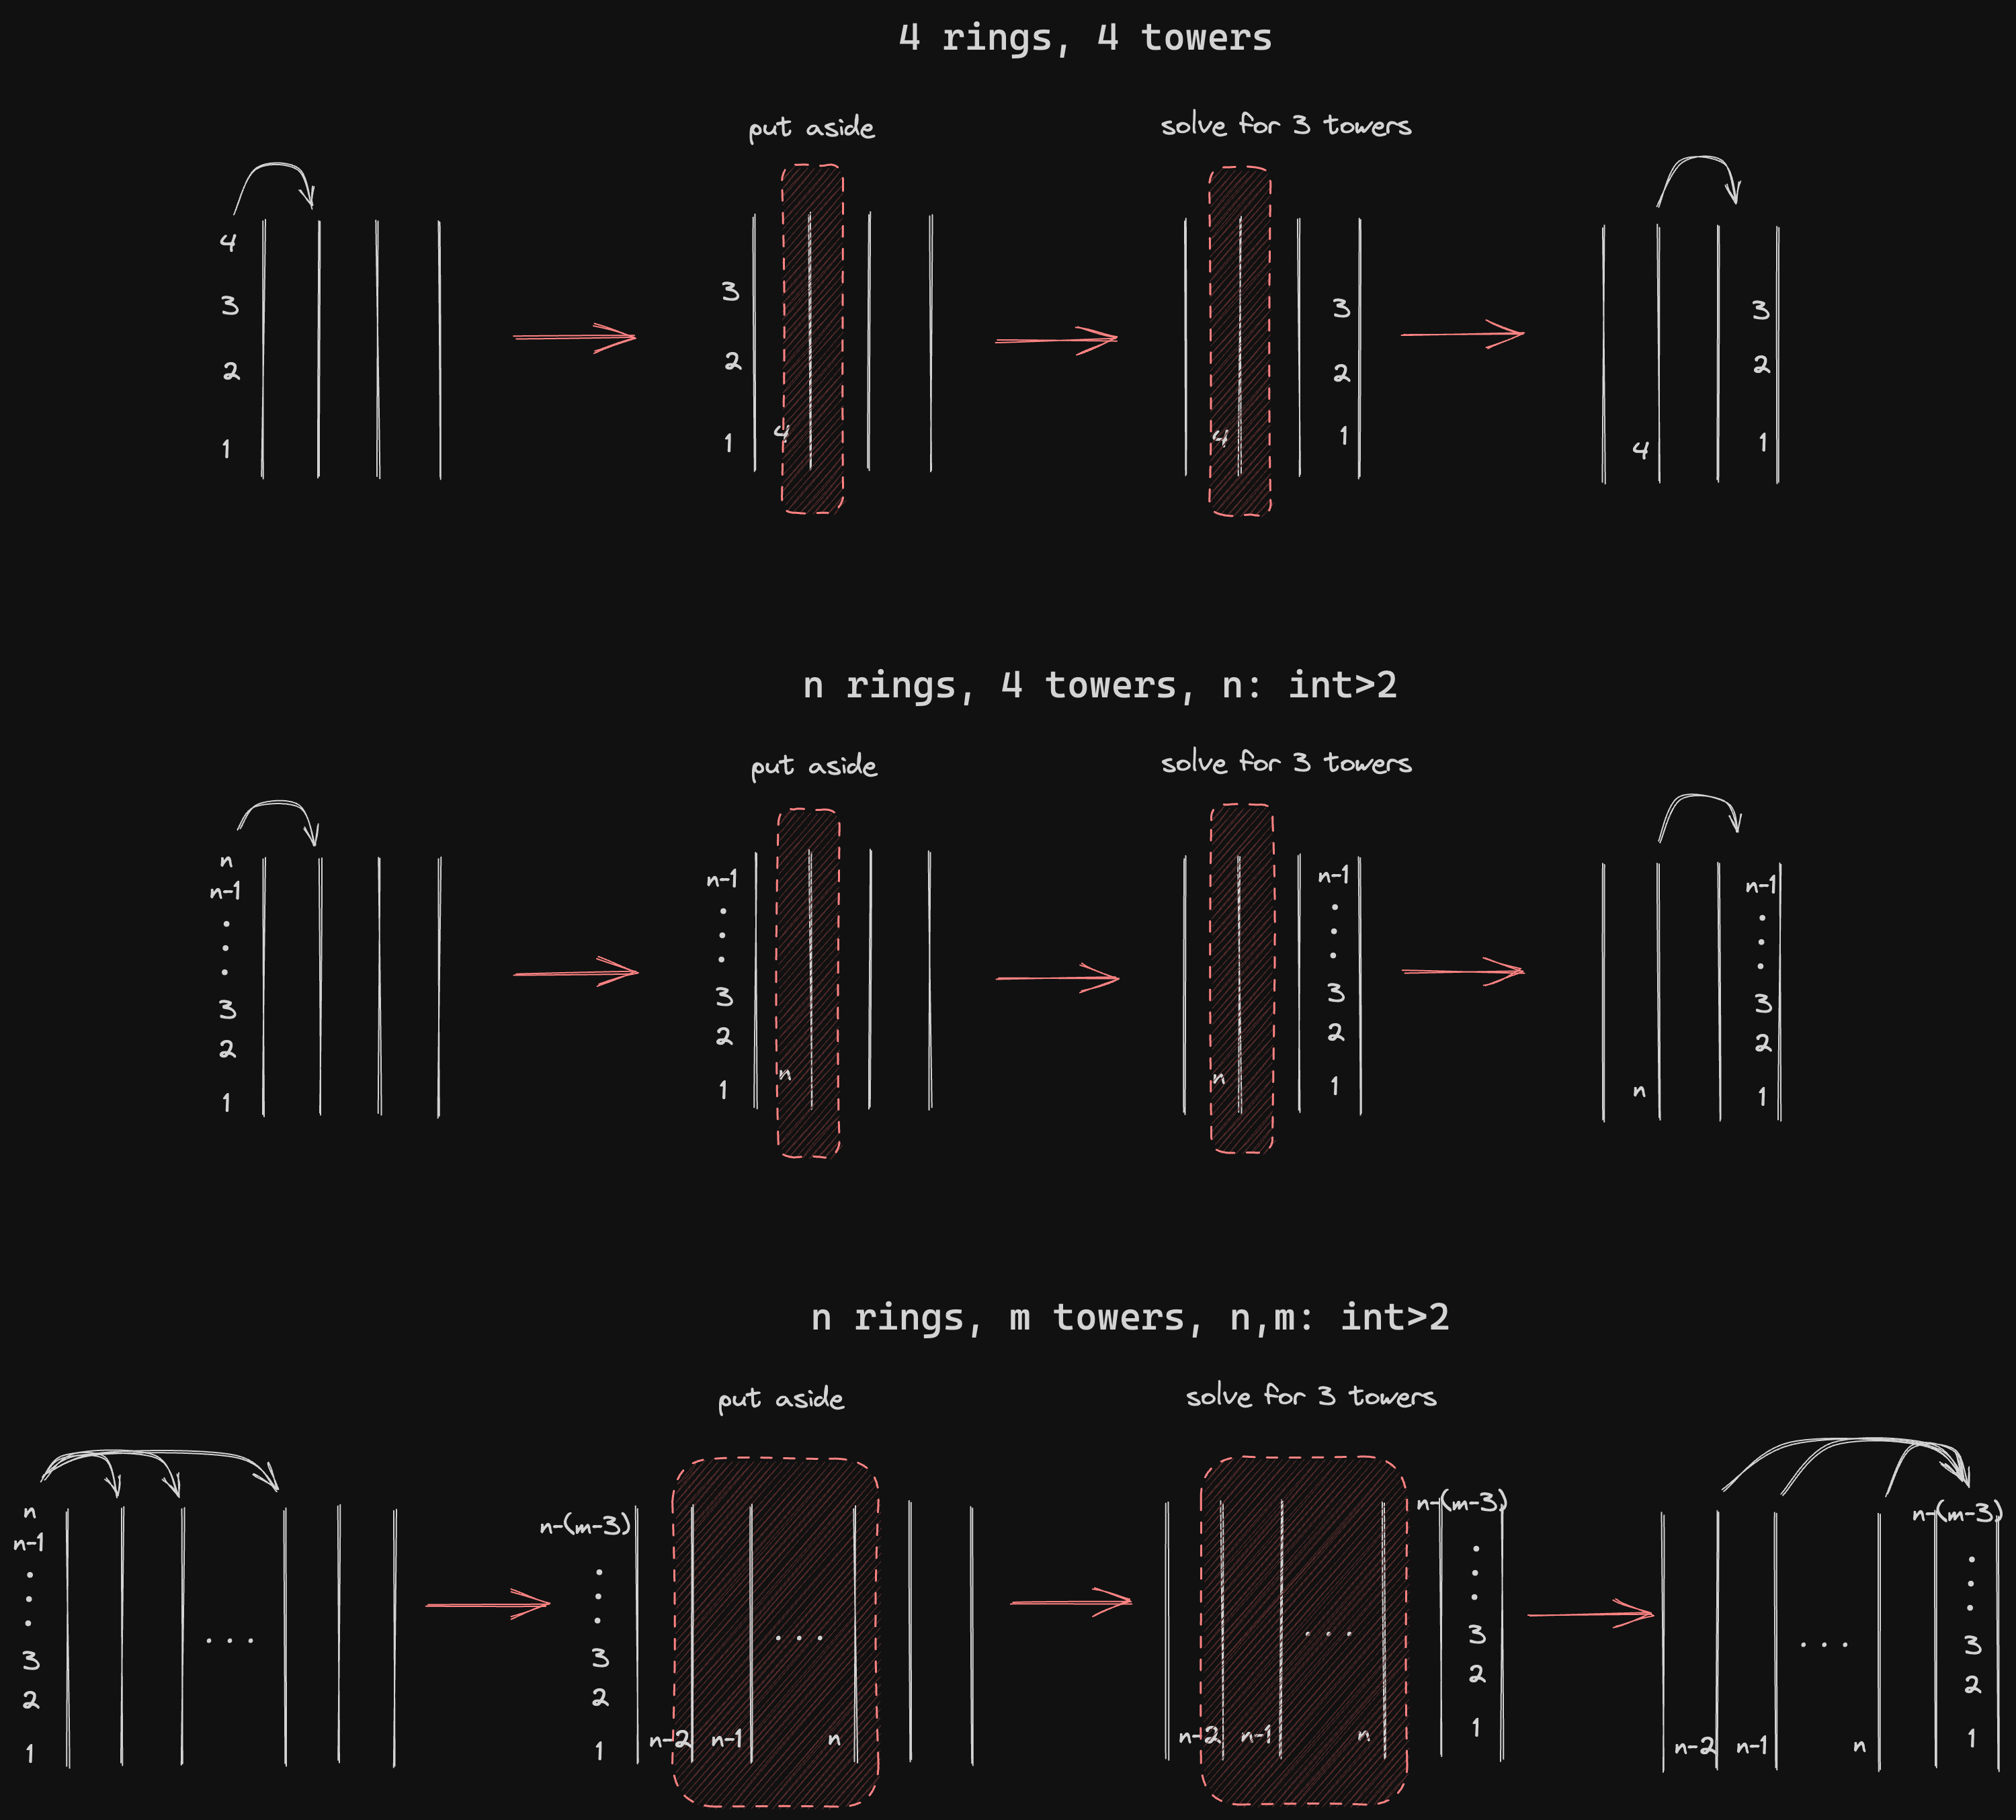 4 rings, 4 towers
put aside
solve for 3 towers
4
3
2
1
3
2
1
4
3
2
1
4
3
2
1
4
n rings, 4 towers, n: int>2
put aside
solve for 3 towers
n
n-1
3
2
1
n-1
3
2
1
n
n-1
3
2
1
n
n-1
3
2
1
n
n rings, m towers, n,m: int>2
put aside
solve for 3 towers
n
n-1
. . .
3
2
1
n-(m-3)
. . .
3
2
1
n-2 n-1 n
n-(m-3)
. . .
3
2
1
n-2 n-1 n
n-(m-3)
. . .
3
2
1
n-2 n-1 n